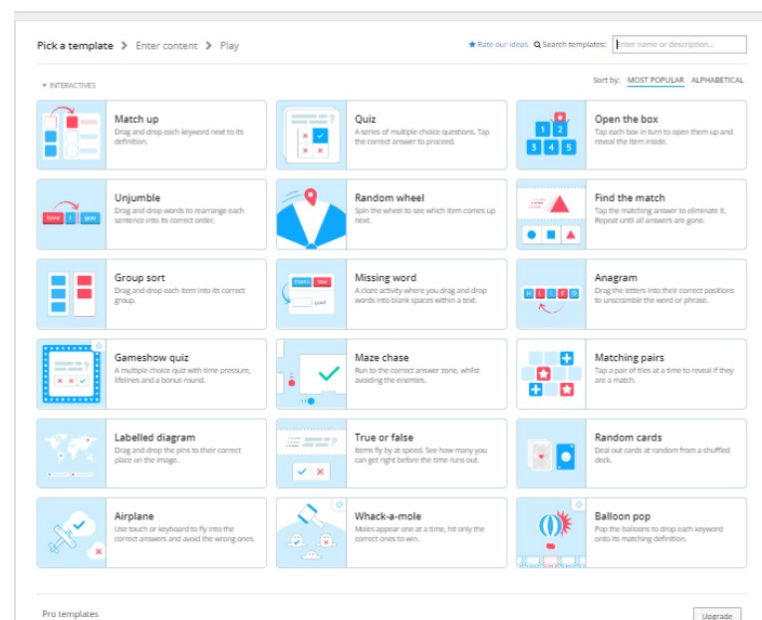 Pick a template > Enter content > Play
Rate our ideas Search templates: Enter name or description...
INTERACTIVES
Sort by: MOST POPULAR ALPHABETICAL
Match up
Drag and drop each keyword next to its
definition.
Quiz
A series of multiple choice questions. Tap
the correct answer to proceed.
Open the box
Tap each box in turn to open them up and
reveal the item inside.
1 2
3 4 5
Unjumble
Drag and drop words to rearrange each
sentence into its correct order.
love I you
Random wheel
Spin the wheel to see which item comes up
next.
Find the match
Tap the matching answer to eliminate it.
Repeat until all answers are gone.
Group sort
Drag and drop each item into its correct
group.
Missing word
A cloze activity where you drag and drop
words into blank spaces within a text.
Anagram
Drag the letters into their correct positions
to unscramble the word or phrase.
Gameshow quiz
A multiple choice quiz with time pressure,
lifelines and a bonus round.
Maze chase
Run to the correct answer zone, whilst
avoiding the enemies.
Matching pairs
Tap a pair of tiles at a time to reveal if they
are a match.
Labelled diagram
Drag and drop the pins to their correct
place on the image.
True or false
Items fly by at speed. See how many you
can get right before the time runs out.
Random cards
Deal out cards at random from a shuffled
deck.
Airplane
Use touch or keyboard to fly into the
correct answers and avoid the wrong ones.
Whack-a-mole
Moles appear one at a time, hit only the
correct ones to win.
Balloon pop
Pop the balloons to drop each keyword
onto its matching definition.
Pro templates
Upgrade